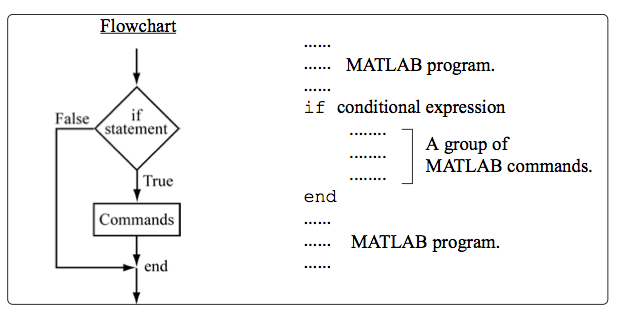 Flowchart
False
if
statement
True
Commands
end
......
...... MATLAB program.
......
if conditional expression
........
........
........
A group of
MATLAB commands.
end
......
...... MATLAB program.
......